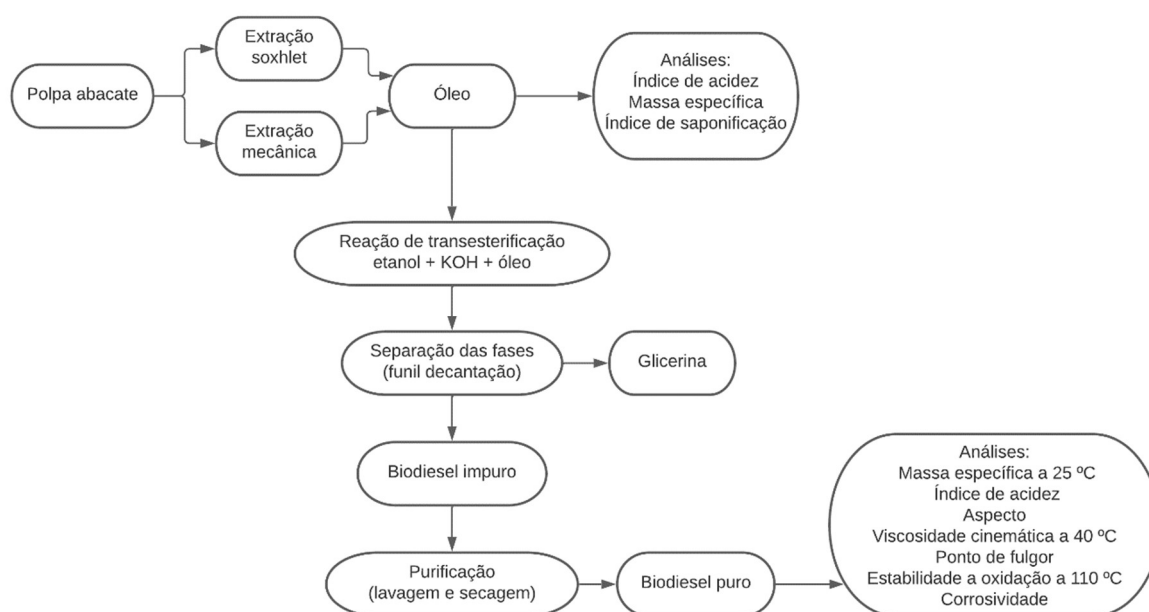 Polpa abacate
Extração
soxhlet
Extração
mecânica
Óleo
Análises:
Índice de acidez
Massa específica
Índice de saponificação
Reação de transesterificação
etanol + KOH + óleo
Separação das fases
(funil decantação)
Glicerina
Biodiesel impuro
Purificação
(lavagem e secagem)
Biodiesel puro
Análises:
Massa específica a 25 ºC
Índice de acidez
Aspecto
Viscosidade cinemática a 40 ºC
Ponto de fulgor
Estabilidade a oxidação a 110 ºC
Corrosividade